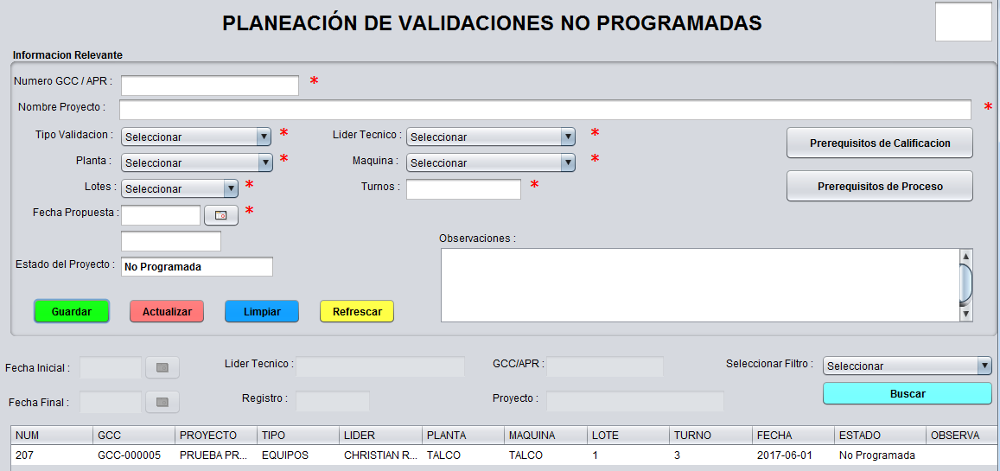 PLANEACIÓN DE VALIDACIONES NO PROGRAMADAS
Informacion Relevante
Numero GCC / APR : *
Nombre Proyecto : *
Tipo Validacion : Seleccionar * Lider Tecnico : Seleccionar *
Prerequisitos de Calificacion
Planta : Seleccionar * Maquina : Seleccionar *
Lotes : Seleccionar * Turnos : *
Prerequisitos de Proceso
Fecha Propuesta : *
Observaciones :
Estado del Proyecto : No Programada
Guardar Actualizar Limpiar Refrescar
Fecha Inicial : Lider Tecnico : GCC/APR : Seleccionar Filtro : Seleccionar
Fecha Final : Registro : Proyecto : Buscar
NUM GCC PROYECTO TIPO LIDER PLANTA MAQUINA LOTE TURNO FECHA ESTADO OBSERVA
207 GCC-000005 PRUEBA PR... EQUIPOS CHRISTIAN R... TALCO TALCO 1 3 2017-06-01 No Programada